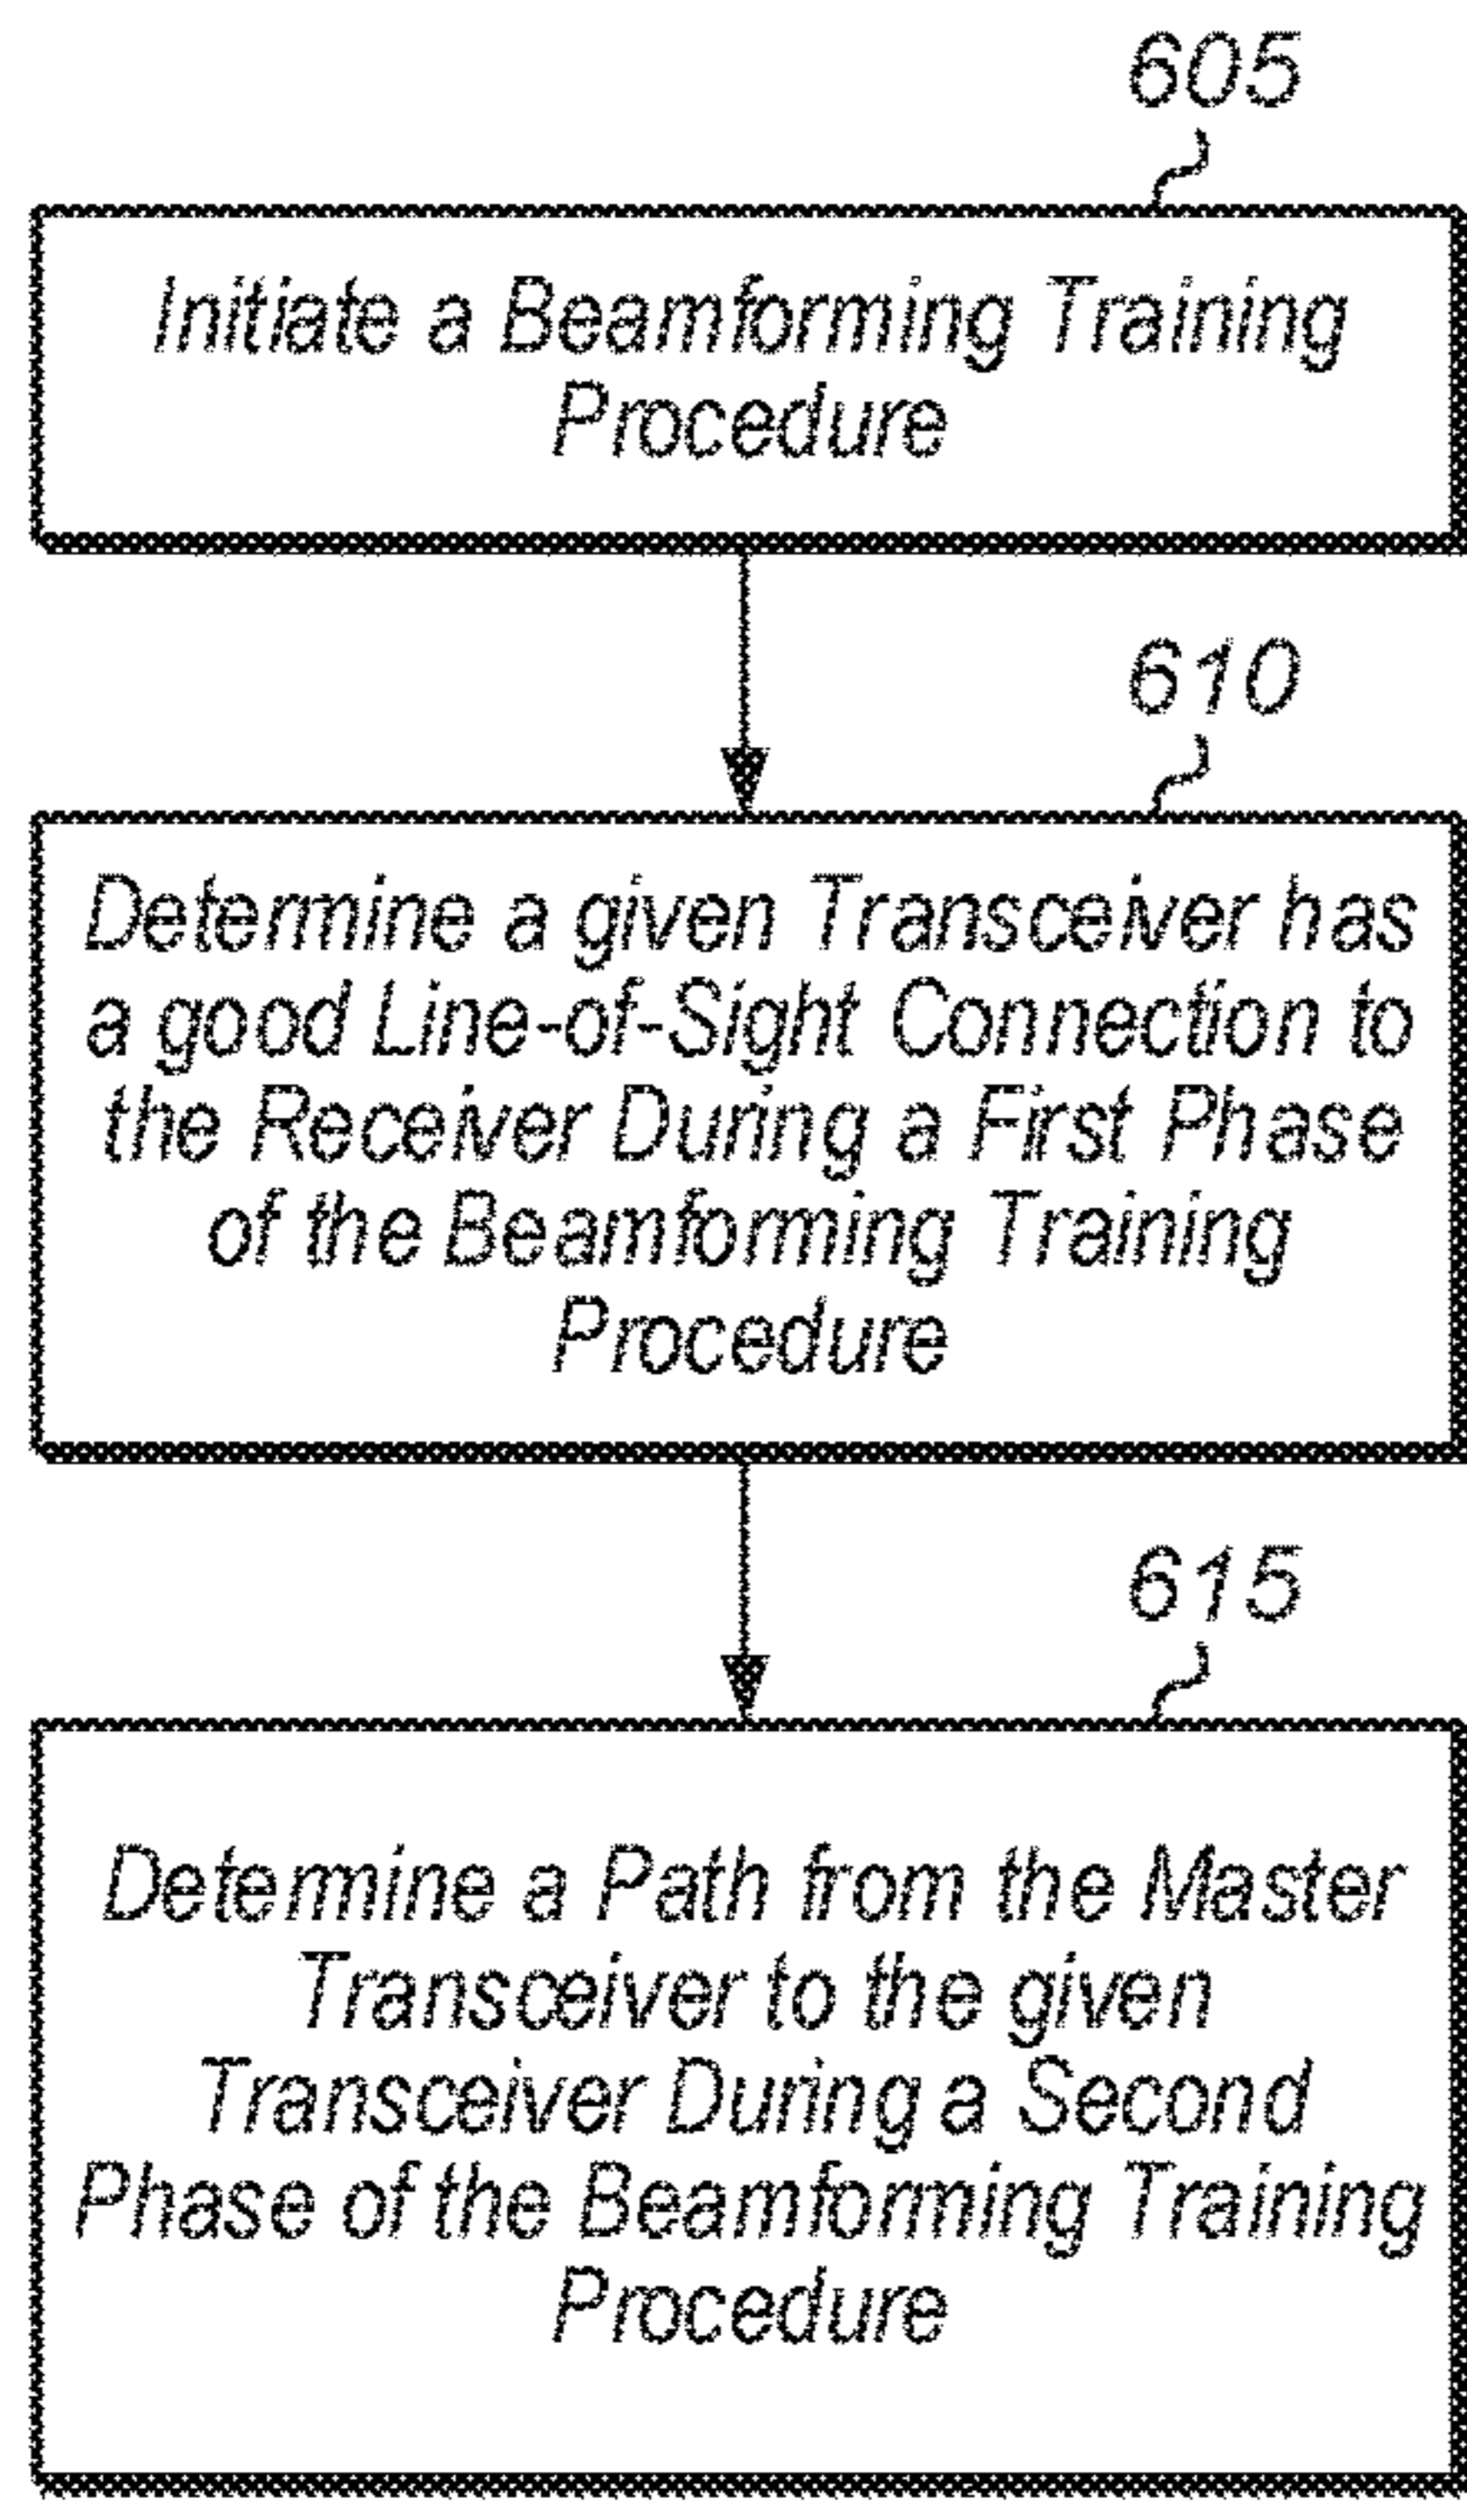 605
Initiate a Beamforming Training
Procedure
610
Determine a given Transceiver has
a good Line-of-Sight Connection to
the Receiver During a First Phase
of the Beamforming Training
Procedure
615
Determine a Path from the Master
Transceiver to the given
Transceiver During a Second
Phase of the Beamforming Training
Procedure